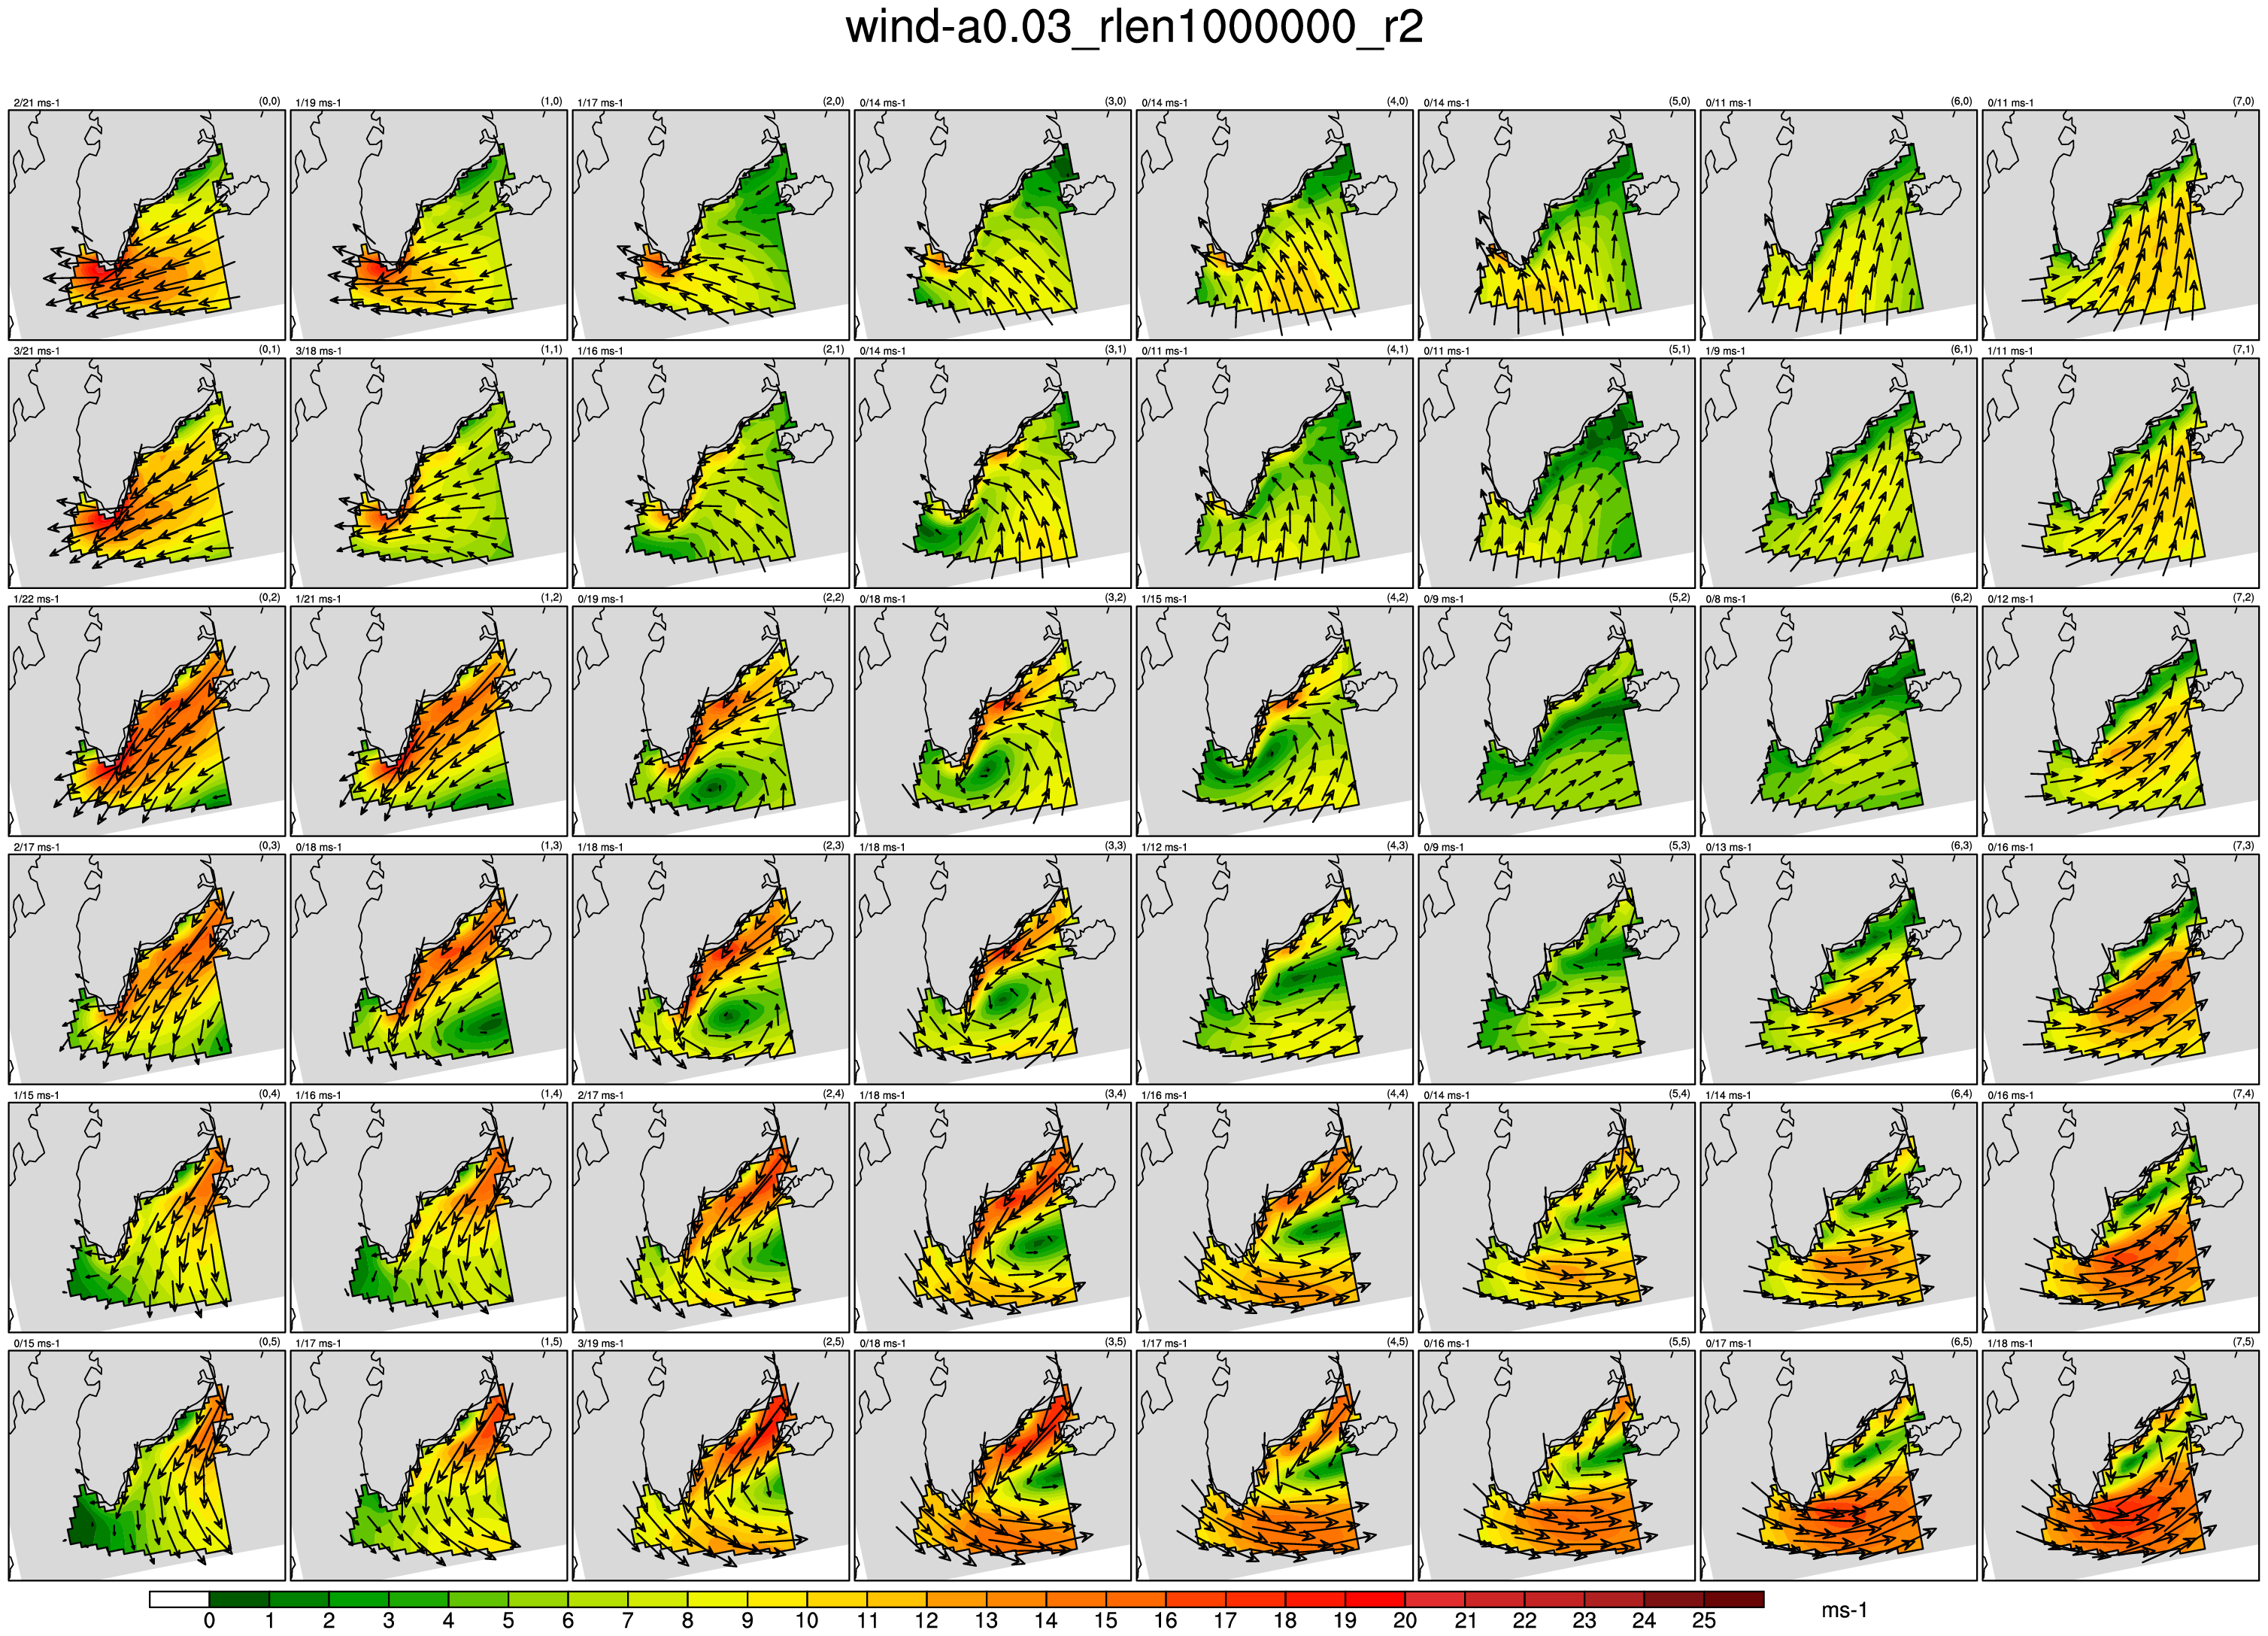 wind-a0.03_rlen1000000_r2
2/21 ms-1 (0,0) 1/19 ms-1 (1,0) 1/17 ms-1 (2,0) 0/14 ms-1 (3,0) 0/14 ms-1 (4,0) 0/14 ms-1 (5,0) 0/11 ms-1 (6,0) 0/11 ms-1 (7,0)
3/21 ms-1 (0,1) 3/18 ms-1 (1,1) 1/16 ms-1 (2,1) 0/14 ms-1 (3,1) 0/11 ms-1 (4,1) 0/11 ms-1 (5,1) 1/9 ms-1 (6,1) 1/11 ms-1 (7,1)
1/22 ms-1 (0,2) 1/21 ms-1 (1,2) 0/19 ms-1 (2,2) 0/18 ms-1 (3,2) 1/15 ms-1 (4,2) 0/9 ms-1 (5,2) 0/8 ms-1 (6,2) 0/12 ms-1 (7,2)
2/17 ms-1 (0,3) 0/18 ms-1 (1,3) 1/18 ms-1 (2,3) 1/18 ms-1 (3,3) 1/12 ms-1 (4,3) 0/9 ms-1 (5,3) 0/13 ms-1 (6,3) 0/16 ms-1 (7,3)
1/15 ms-1 (0,4) 1/16 ms-1 (1,4) 2/17 ms-1 (2,4) 1/18 ms-1 (3,4) 1/16 ms-1 (4,4) 0/14 ms-1 (5,4) 1/14 ms-1 (6,4) 0/16 ms-1 (7,4)
0/15 ms-1 (0,5) 1/17 ms-1 (1,5) 3/19 ms-1 (2,5) 0/18 ms-1 (3,5) 1/17 ms-1 (4,5) 0/16 ms-1 (5,5) 0/17 ms-1 (6,5) 1/18 ms-1 (7,5)
0 1 2 3 4 5 6 7 8 9 10 11 12 13 14 15 16 17 18 19 20 21 22 23 24 25 ms-1